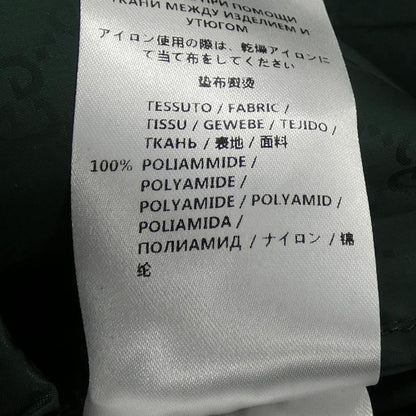 ПРИ ПОМОЩИ
ТКАНИ МЕЖДУ ИЗДЕЛИЕМ И
УТЮГОМ
アイロン使用の際は、乾燥アイロンに
て当て布をしてください
垫布熨烫
TESSUTO / FABRIC /
TISSU / GEWEBE / TEJIDO /
ТКАНЬ / 表地 / 面料
100% POLIAMMIDE /
POLYAMIDE /
POLYAMIDE / POLYAMID /
POLIAMIDA /
ПОЛИАМИД / ナイロン / 锦
纶